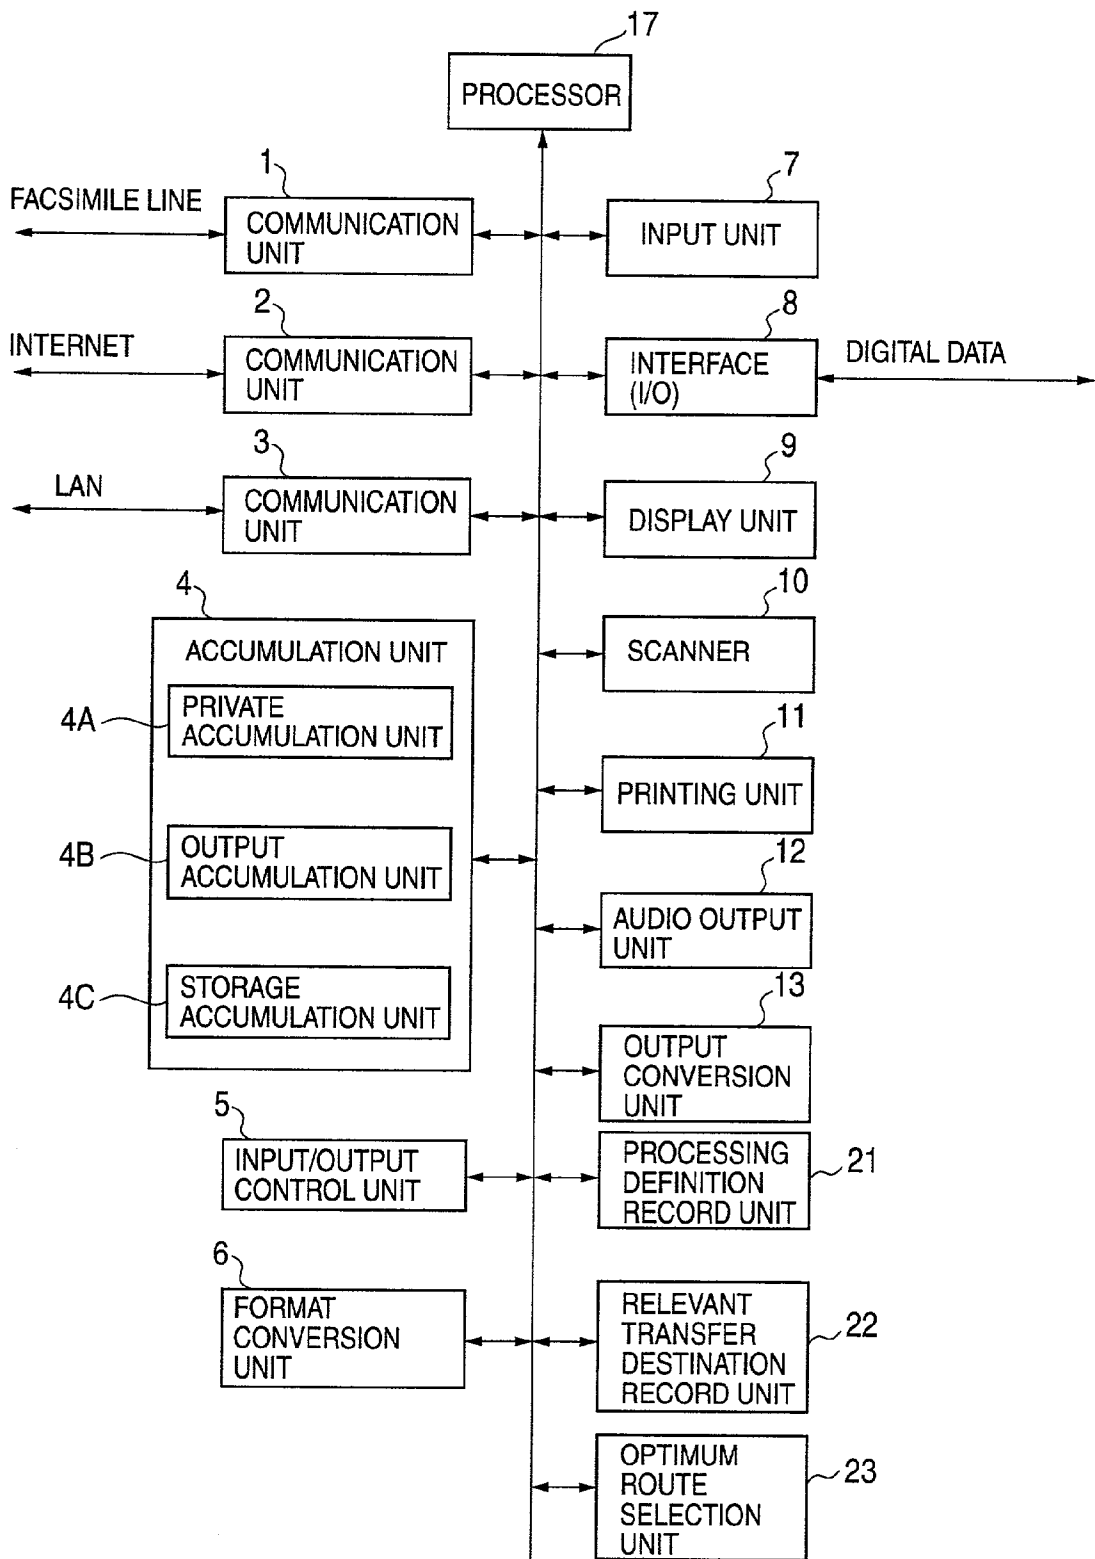 17
PROCESSOR
1
7
FACSIMILE LINE
COMMUNICATION
UNIT
INPUT UNIT
2
8
INTERNET
COMMUNICATION
UNIT
INTERFACE
(I/O)
DIGITAL DATA
3
9
LAN
COMMUNICATION
UNIT
DISPLAY UNIT
4
10
ACCUMULATION UNIT
SCANNER
4A
PRIVATE
ACCUMULATION UNIT
11
PRINTING UNIT
4B
OUTPUT
ACCUMULATION UNIT
12
AUDIO OUTPUT
UNIT
4C
STORAGE
ACCUMULATION UNIT
13
OUTPUT
CONVERSION
UNIT
5
INPUT/OUTPUT
CONTROL UNIT
PROCESSING
DEFINITION
RECORD UNIT
21
6
FORMAT
CONVERSION
UNIT
RELEVANT
TRANSFER
DESTINATION
RECORD UNIT
22
OPTIMUM
ROUTE
SELECTION
UNIT
23